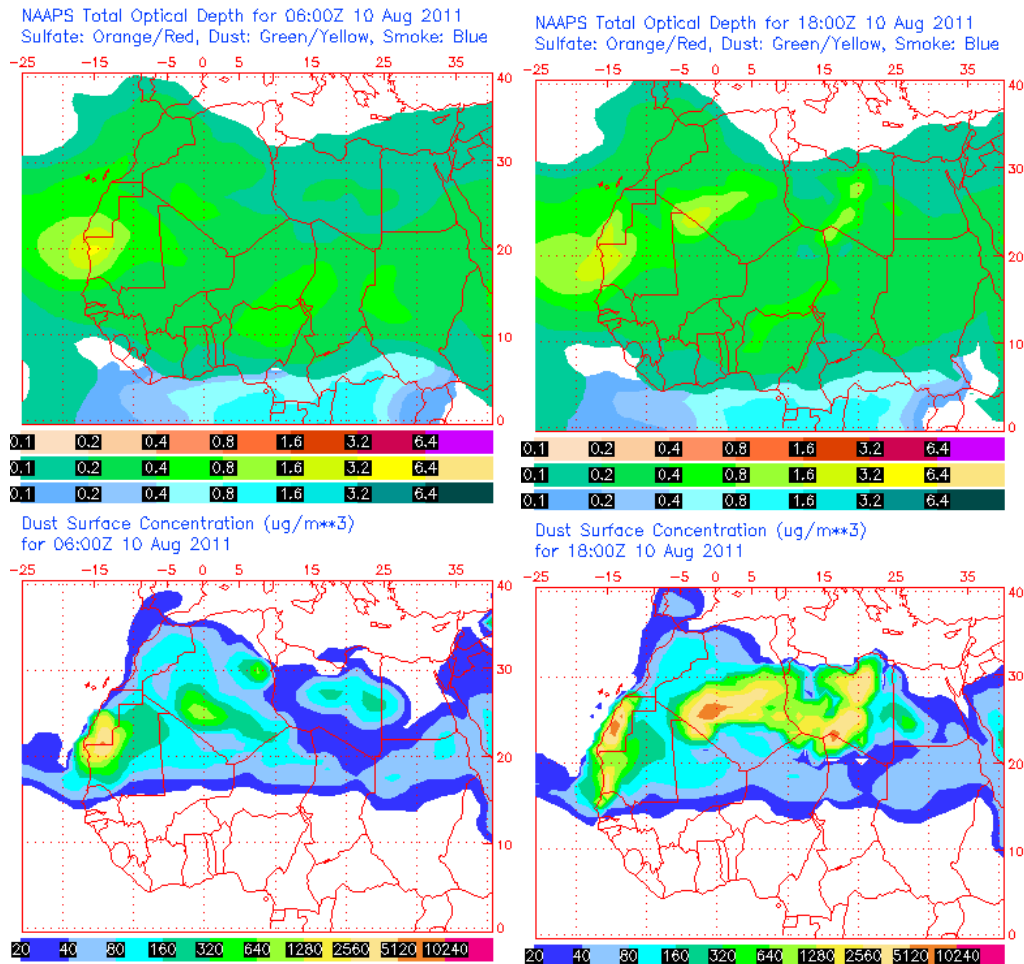 NAAPS Total Optical Depth for 06:00Z 10 Aug 2011
Sulfate: Orange/Red, Dust: Green/Yellow, Smoke: Blue
-25 -15 -5 0 5 15 25 35
40
30
20
10
0
0.1 0.2 0.4 0.8 1.6 3.2 6.4
0.1 0.2 0.4 0.8 1.6 3.2 6.4
0.1 0.2 0.4 0.8 1.6 3.2 6.4
NAAPS Total Optical Depth for 18:00Z 10 Aug 2011
Sulfate: Orange/Red, Dust: Green/Yellow, Smoke: Blue
-25 -15 -5 0 5 15 25 35
40
30
20
10
0
0.1 0.2 0.4 0.8 1.6 3.2 6.4
0.1 0.2 0.4 0.8 1.6 3.2 6.4
0.1 0.2 0.4 0.8 1.6 3.2 6.4
Dust Surface Concentration (ug/m**3)
for 06:00Z 10 Aug 2011
-25 -15 -5 0 5 15 25 35
40
30
20
10
0
20 40 80 160 320 640 1280 2560 5120 10240
Dust Surface Concentration (ug/m**3)
for 18:00Z 10 Aug 2011
-25 -15 -5 0 5 15 25 35
40
30
20
10
0
20 40 80 160 320 640 1280 2560 5120 10240